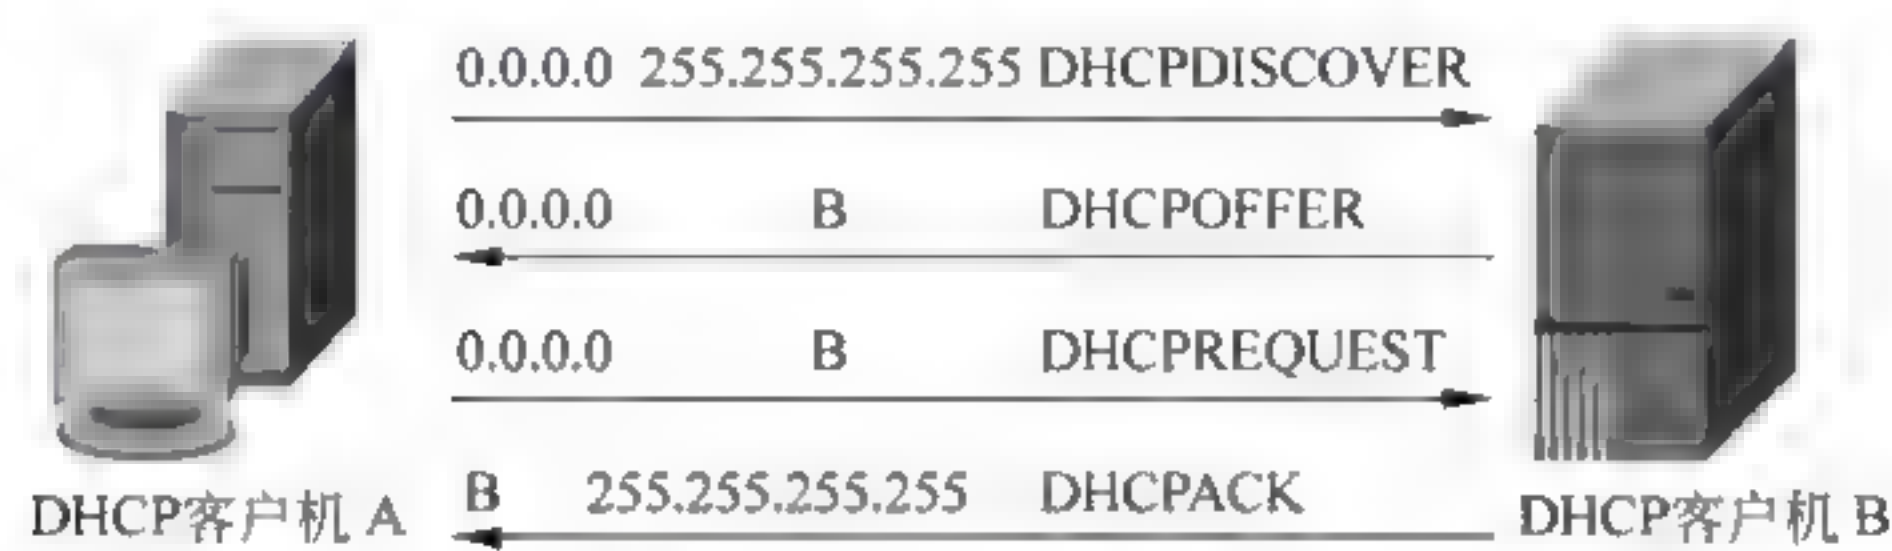 0.0.0.0 255.255.255.255 DHCPDISCOVER
0.0.0.0 B DHCPOFFER
0.0.0.0 B DHCPREQUEST
B 255.255.255.255 DHCPACK
DHCP客户机 A
DHCP客户机 B